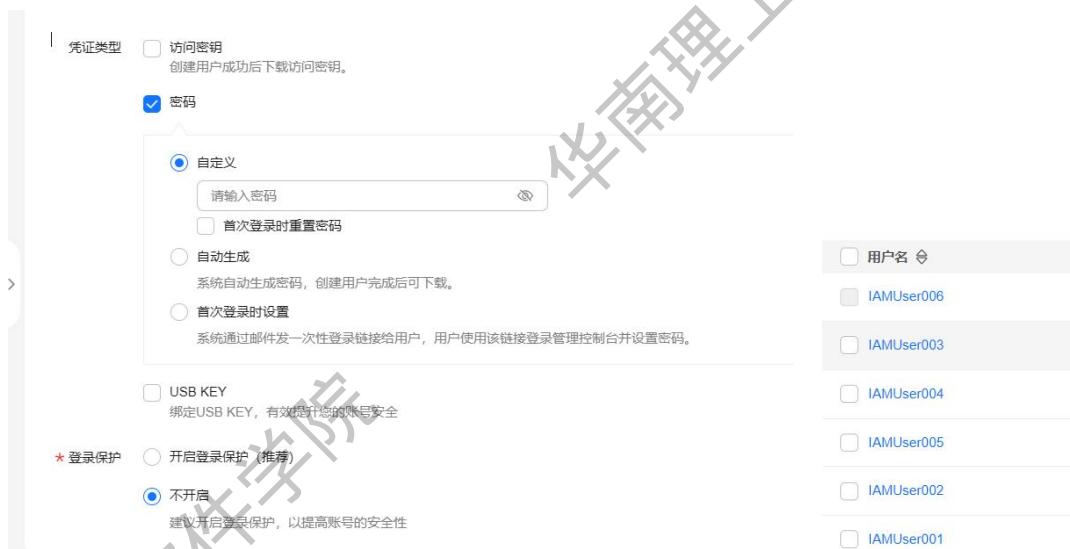 凭证类型 访问密钥
创建用户成功后下载访问密钥。
密码
自定义
请输入密码
首次登录时重置密码
自动生成
系统自动生成密码，创建用户完成后可下载。
首次登录时设置
系统通过邮件发一次性登录链接给用户，用户使用该链接登录管理控制台并设置密码。
USB KEY
绑定USB KEY，有效提升您的账号安全
* 登录保护 开启登录保护（推荐）
不开启
建议开启登录保护，以提高账号的安全性
用户名
IAMUser006
IAMUser003
IAMUser004
IAMUser005
IAMUser002
IAMUser001
华南理工
件学院